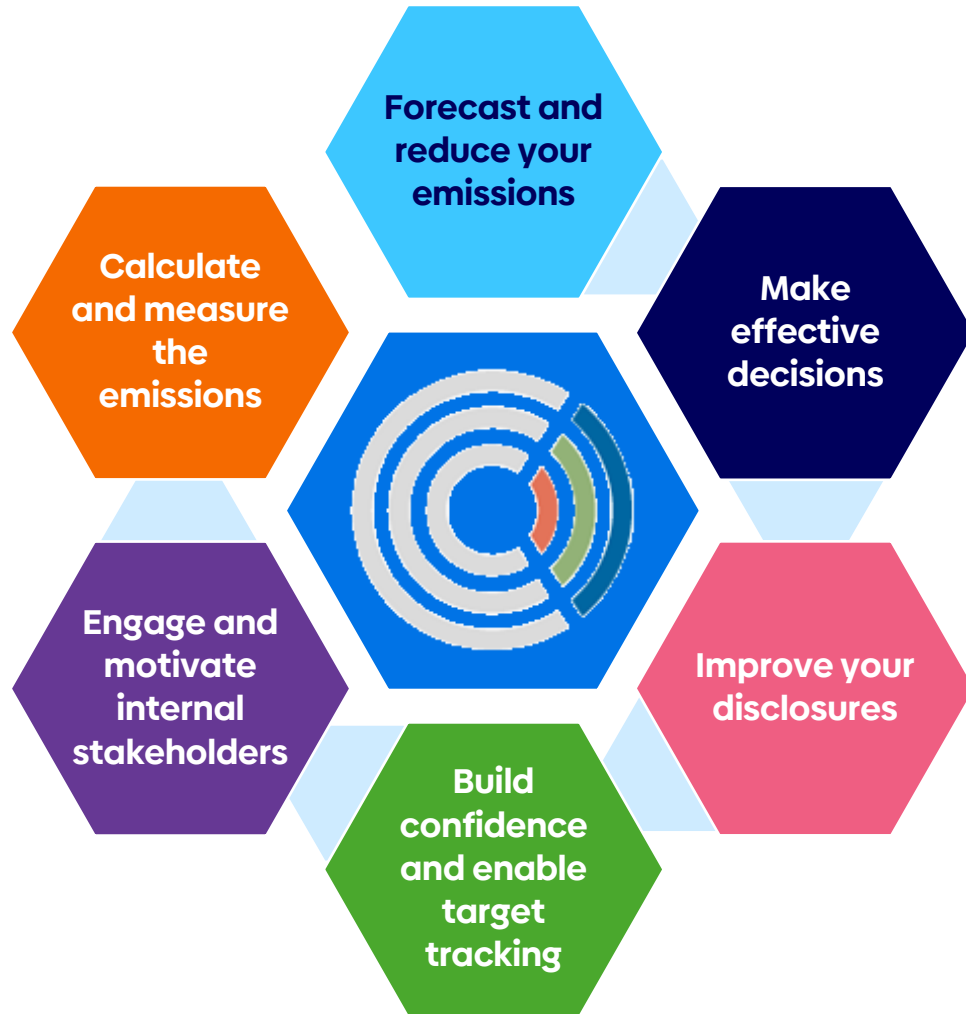 Forecast and
reduce your
emissions
Calculate
and measure
the
emissions
Make
effective
decisions
Engage and
motivate
internal
stakeholders
Improve your
disclosures
Build
confidence
and enable
target
tracking